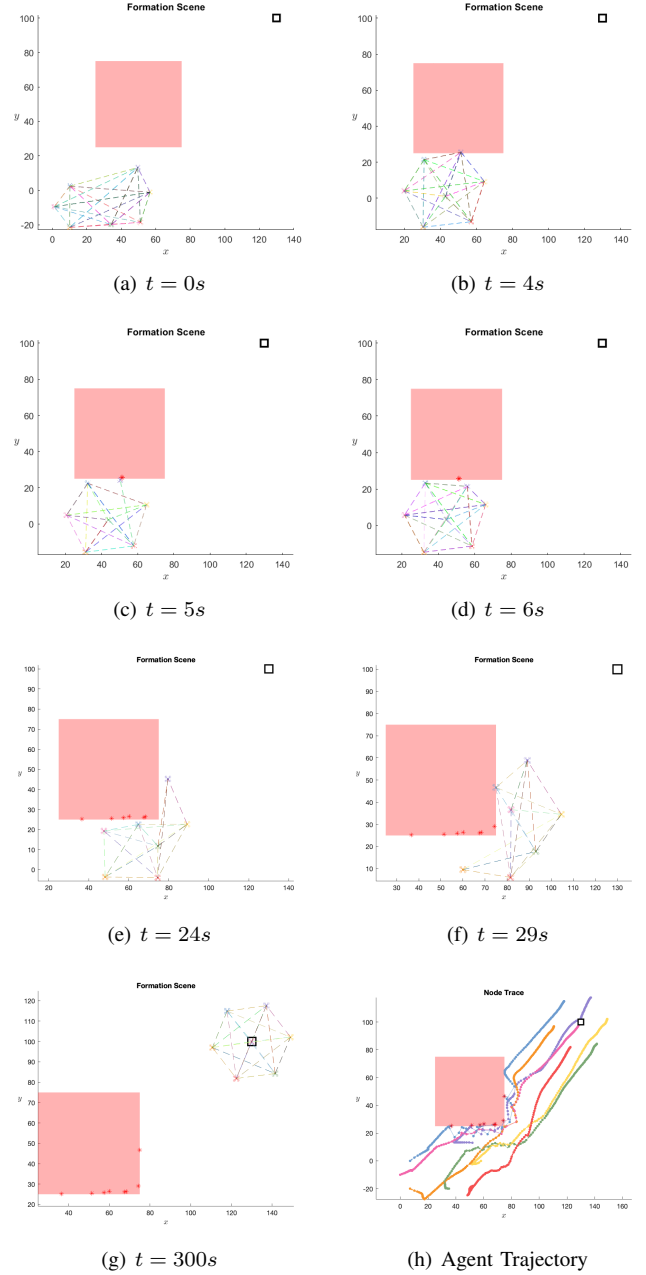 Formation Scene
Formation Scene
100
80
60
y
40
20
0
-20
0 20 40 60 80 100 120 140
x
100
80
60
y
40
20
0
20 40 60 80 100 120 140
x
(a) t = 0s
(b) t = 4s
Formation Scene
Formation Scene
100
80
60
y
40
20
0
20 40 60 80 100 120 140
x
100
80
60
y
40
20
0
20 40 60 80 100 120 140
x
(c) t = 5s
(d) t = 6s
Formation Scene
Formation Scene
100
90
80
70
60
y
50
40
30
20
10
0
20 40 60 80 100 120 140
x
100
90
80
70
60
y
50
40
30
20
10
30 40 50 60 70 80 90 100 110 120 130
x
(e) t = 24s
(f) t = 29s
Formation Scene
Node Trace
120
110
100
90
80
y
70
60
50
40
30
20
40 60 80 100 120 140
x
100
80
60
y
40
20
0
-20
0 20 40 60 80 100 120 140 160
x
(g) t = 300s
(h) Agent Trajectory